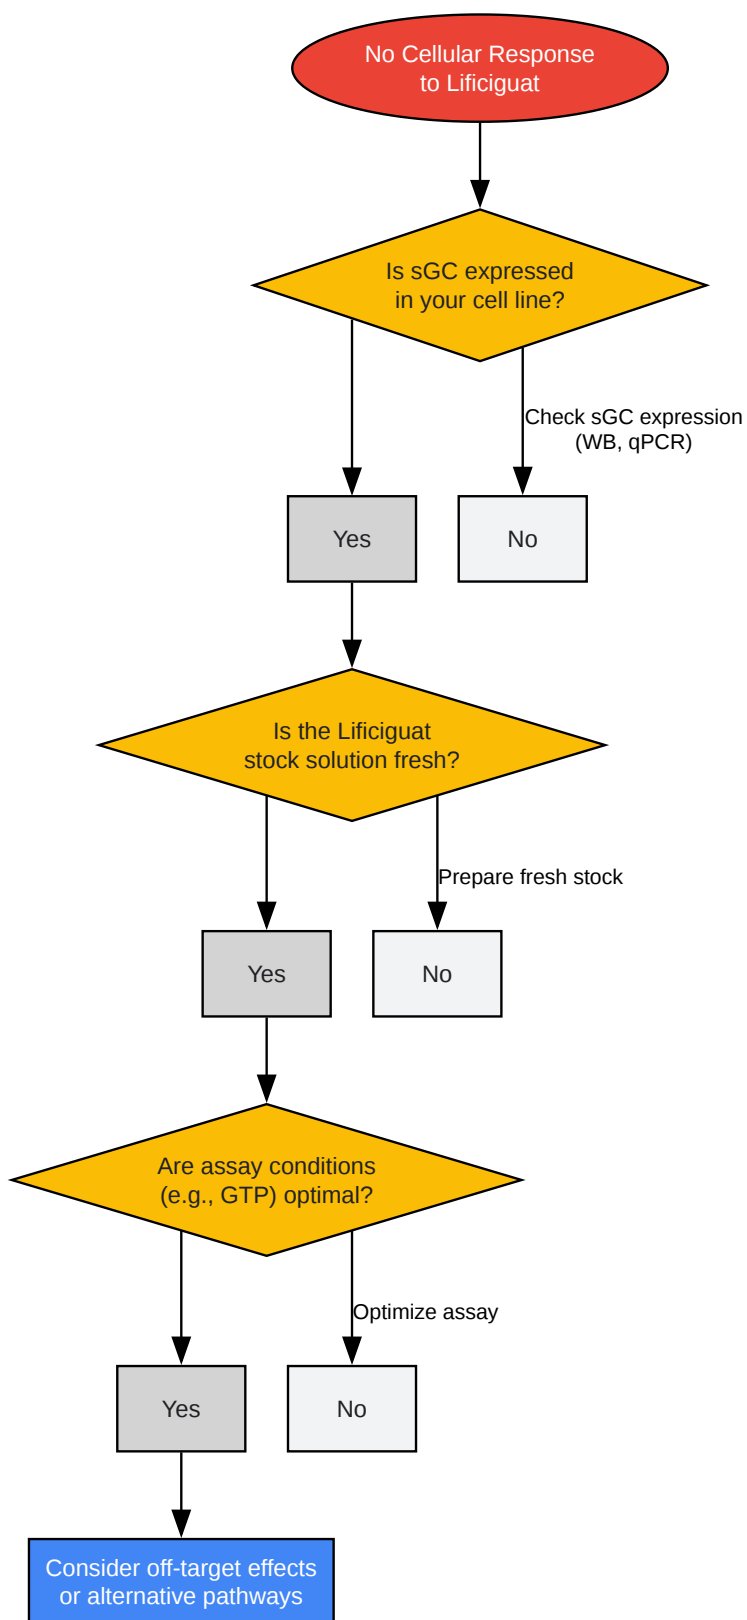 No Cellular Response
to Lificiguat
Is sGC expressed
in your cell line?
Check sGC expression
(WB, qPCR)
Yes
No
Is the Lificiguat
stock solution fresh?
Prepare fresh stock
Yes
No
Are assay conditions
(e.g., GTP) optimal?
Optimize assay
Yes
No
Consider off-target effects
or alternative pathways